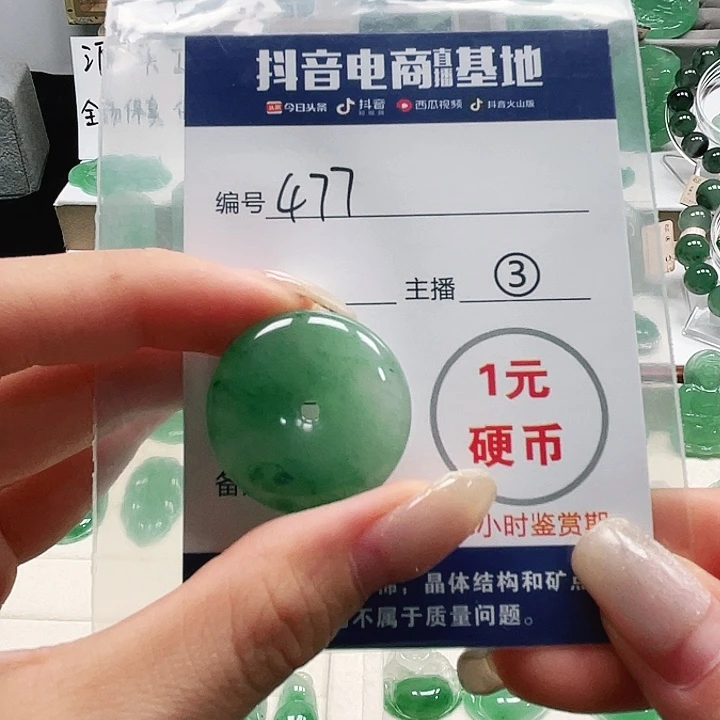 抖音电商直播基地
今日头条 抖音 西瓜视频 抖音火山版
编号 477
主播 ③
1元
硬币
备
小时鉴赏期
晶体结构和矿
不属于质量问题。